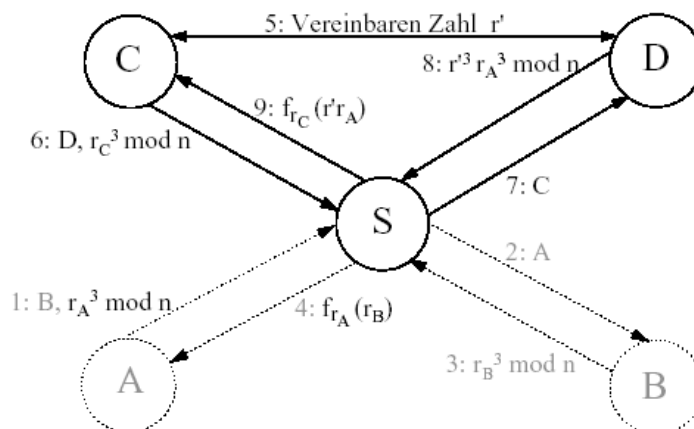 5: Vereinbaren Zahl r'
C
D
8: r'³ r_A³ mod n
9: f_{r_C}(r'r_A)
6: D, r_C³ mod n
7: C
S
2: A
1: B, r_A³ mod n
4: f_{r_A}(r_B)
3: r_B³ mod n
A
B